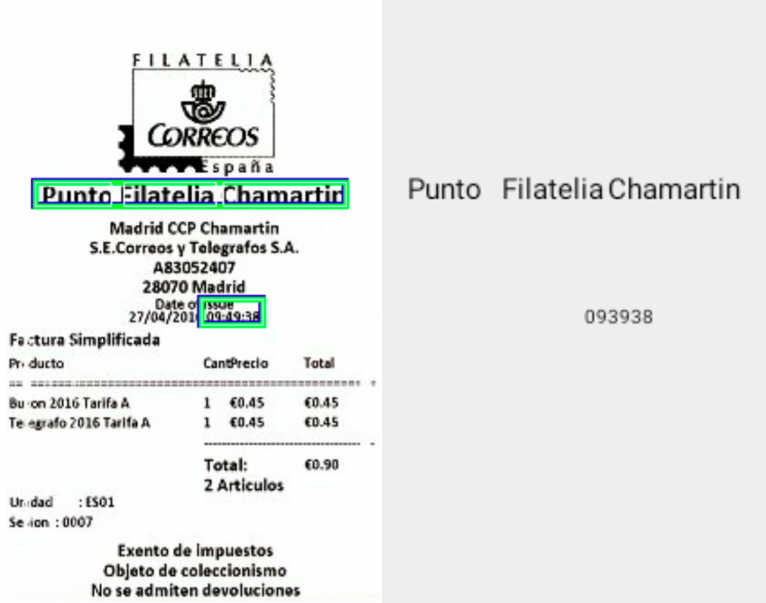 FILATELIA
CORREOS
España
Punto Filatelia Chamartin
Madrid CCP Chamartin
S.E.Correos y Telegrafos S.A.
A83052407
28070 Madrid
Date of Issue
27/04/201 09:49:38
Factura Simplificada
Producto Cant Precio Total
Buzon 2016 Tarifa A 1 €0.45 €0.45
Telegrafo 2016 Tarifa A 1 €0.45 €0.45
Total: €0.90
2 Articulos
Unidad : ES01
Sesion : 0007
Exento de impuestos
Objeto de coleccionismo
No se admiten devoluciones
Punto Filatelia Chamartin
093938